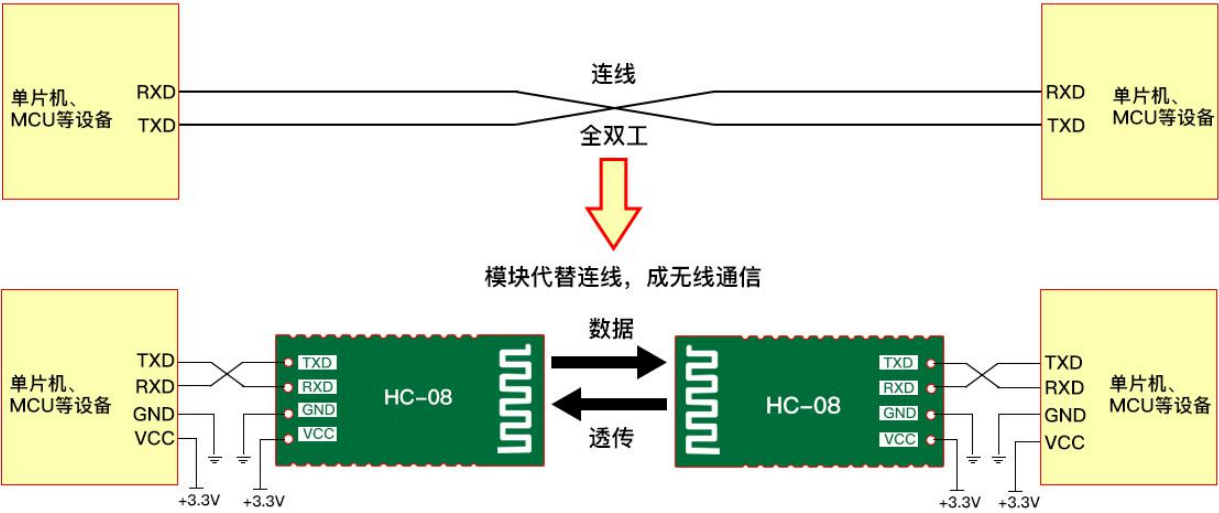 连线
单片机、
MCU等设备
RXD
TXD
RXD
TXD
单片机、
MCU等设备
全双工
模块代替连线，成无线通信
数据
透传
单片机、
MCU等设备
TXD
RXD
GND
VCC
+3.3V
+3.3V
TXD
RXD
GND
VCC
HC-08
HC-08
TXD
RXD
GND
VCC
+3.3V
+3.3V
TXD
RXD
GND
VCC
单片机、
MCU等设备